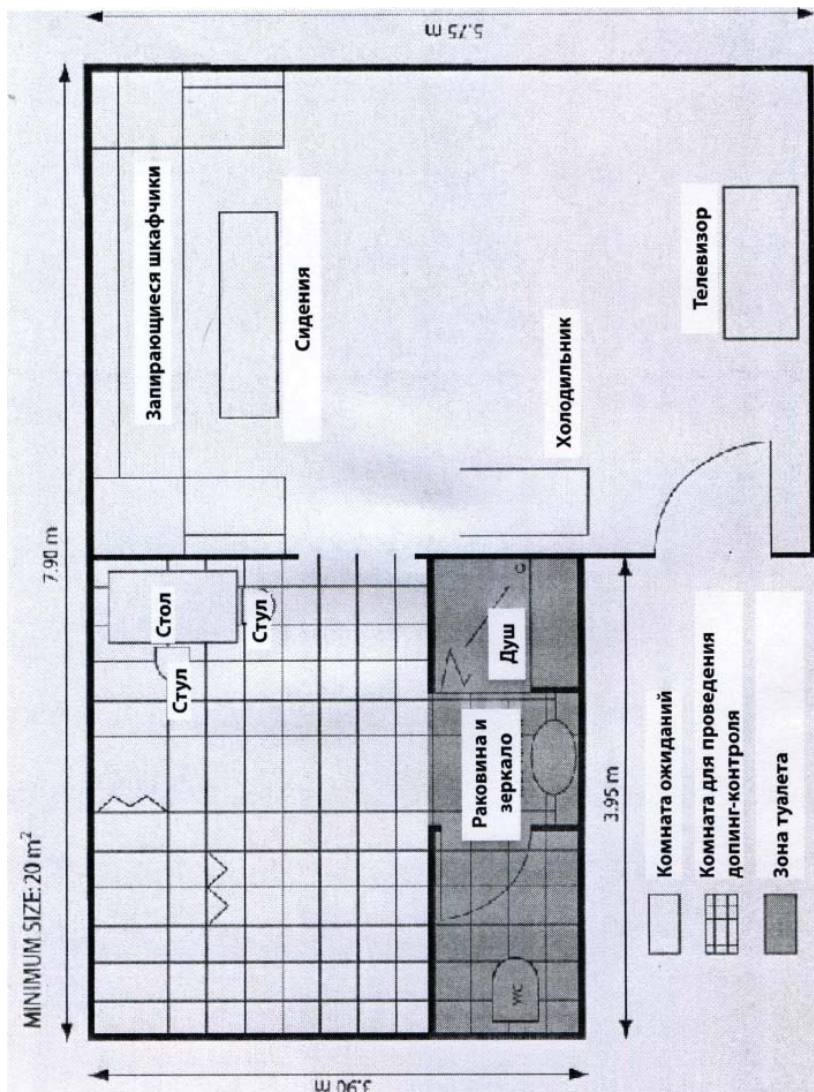 MINIMUM SIZE: 20 m²
7.90 m
5.75 m
3.90 m
3.95 m
Запирающиеся шкафчики
Сидения
Стол
Стул
Стул
Холодильник
Телевизор
Душ
Раковина и
зеркало
WC
Комната ожиданий
Комната для проведения
допинг-контроля
Зона туалета